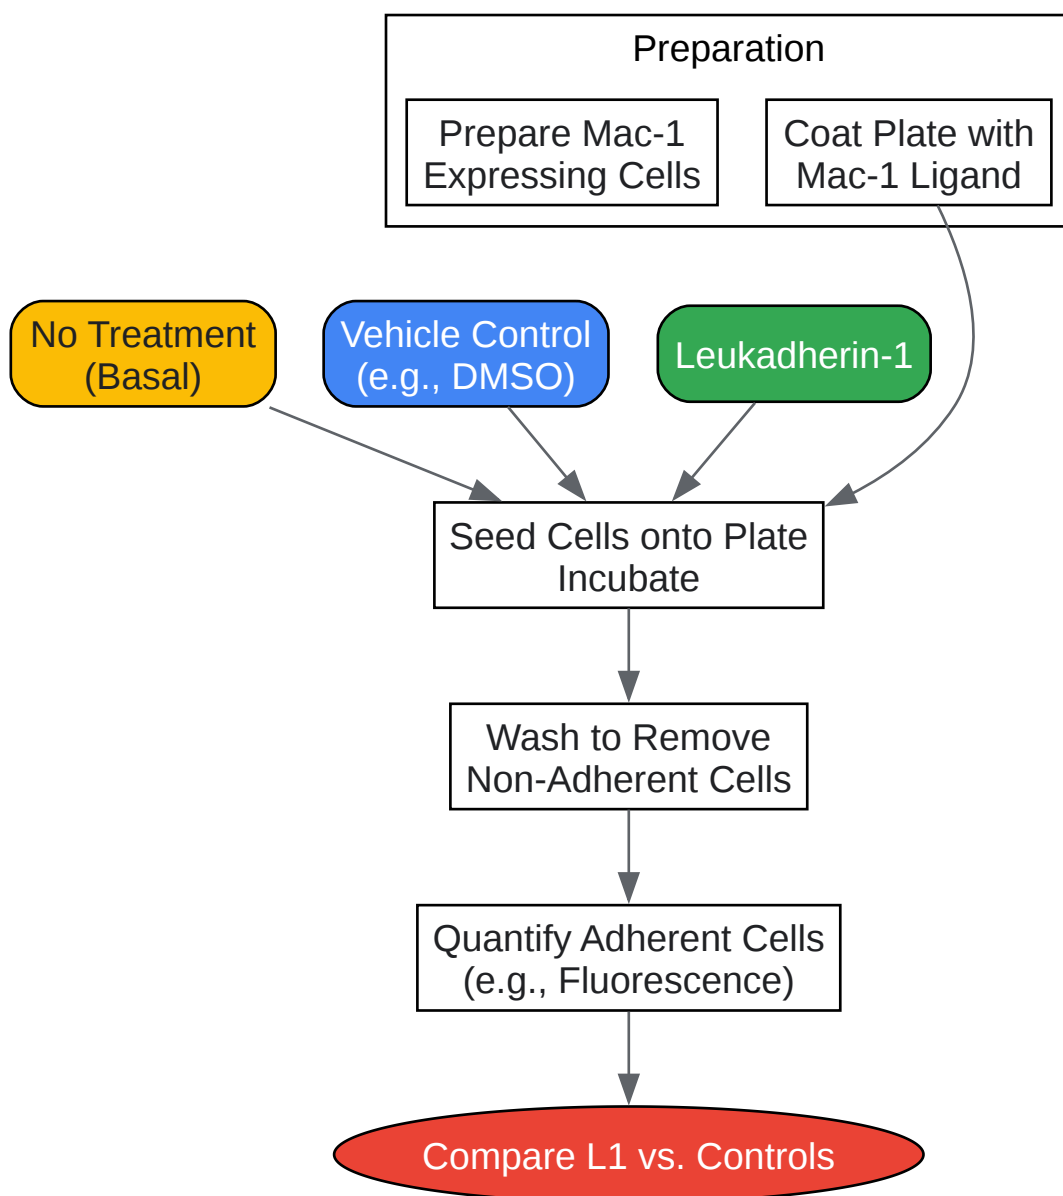 Preparation
Prepare Mac-1
Expressing Cells
Coat Plate with
Mac-1 Ligand
No Treatment
(Basal)
Vehicle Control
(e.g., DMSO)
Leukadherin-1
Seed Cells onto Plate
Incubate
Wash to Remove
Non-Adherent Cells
Quantify Adherent Cells
(e.g., Fluorescence)
Compare L1 vs. Controls